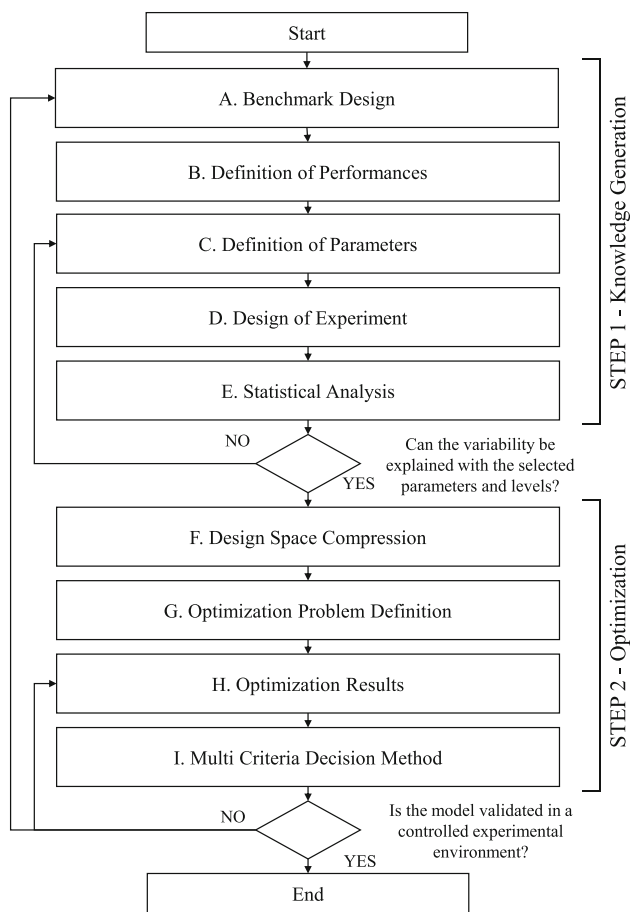 Start
A. Benchmark Design
B. Definition of Performances
C. Definition of Parameters
D. Design of Experiment
E. Statistical Analysis
STEP 1 - Knowledge Generation
NO
YES
Can the variability be
explained with the selected
parameters and levels?
F. Design Space Compression
G. Optimization Problem Definition
H. Optimization Results
I. Multi Criteria Decision Method
STEP 2 - Optimization
NO
YES
Is the model validated in a
controlled experimental
environment?
End